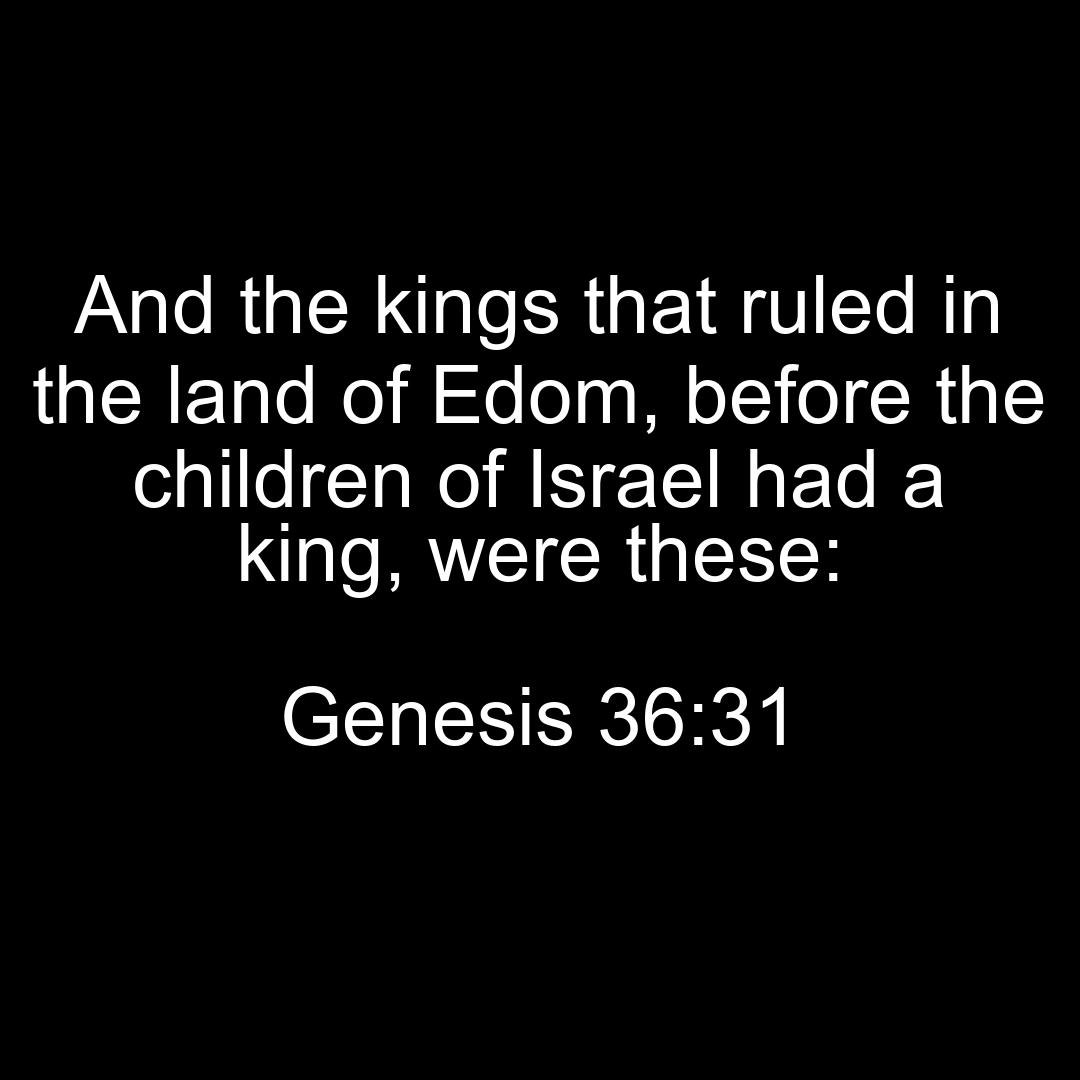 And the kings that ruled in
the land of Edom, before the
children of Israel had a
king, were these:
Genesis 36:31